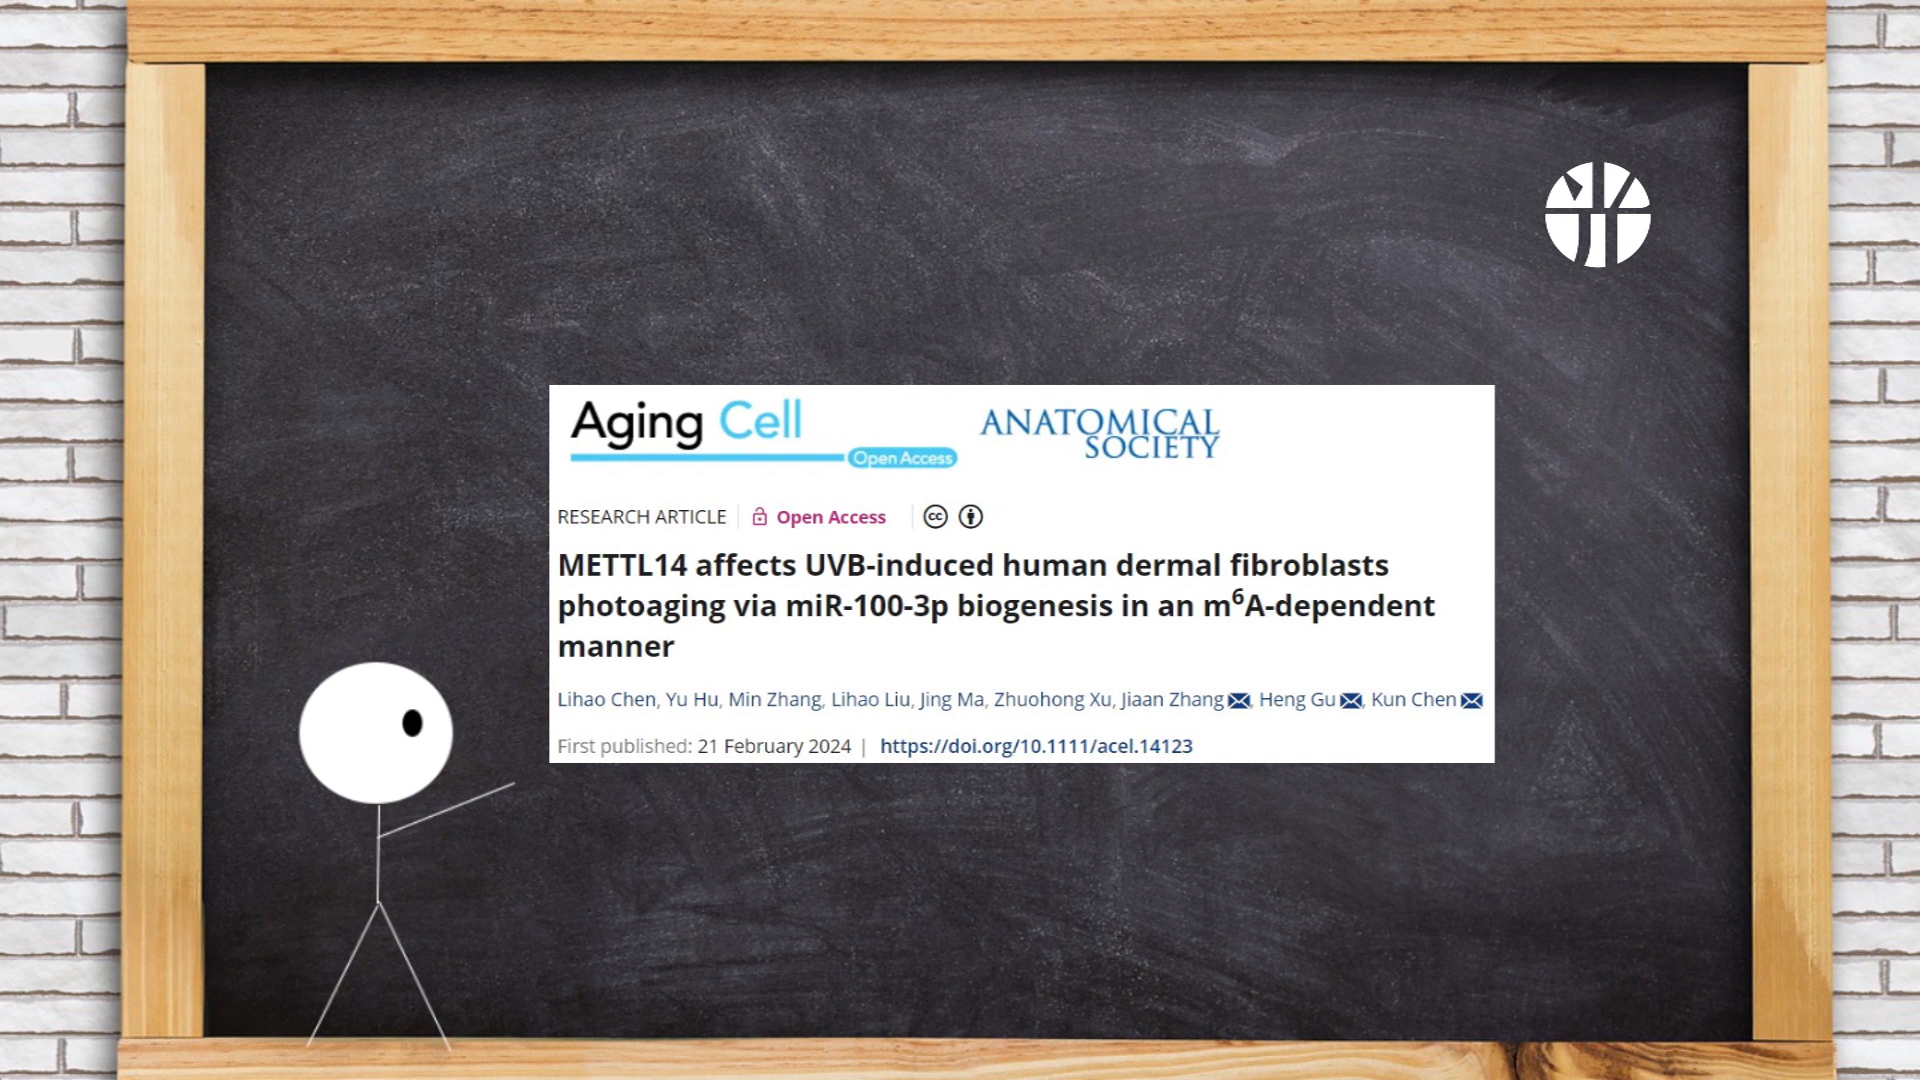 Aging Cell
Open Access
ANATOMICAL
SOCIETY
RESEARCH ARTICLE Open Access
METTL14 affects UVB-induced human dermal fibroblasts
photoaging via miR-100-3p biogenesis in an m⁶A-dependent
manner
Lihao Chen, Yu Hu, Min Zhang, Lihao Liu, Jing Ma, Zhuohong Xu, Jiaan Zhang, Heng Gu, Kun Chen
First published: 21 February 2024 | https://doi.org/10.1111/acel.14123